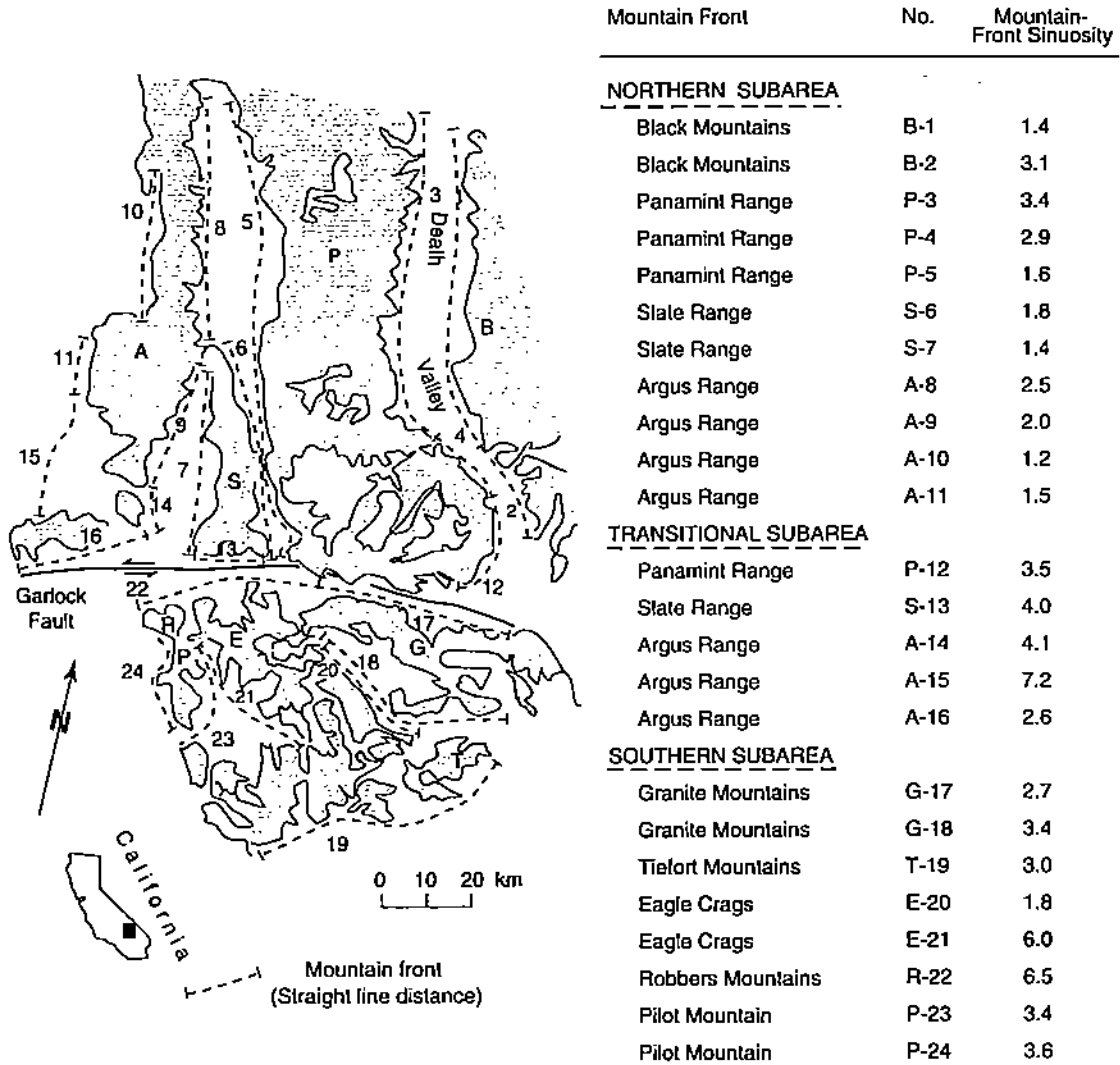 Mountain Front No. Mountain-Front Sinuosity
NORTHERN SUBAREA
Black Mountains B-1 1.4
Black Mountains B-2 3.1
Panamint Range P-3 3.4
Panamint Range P-4 2.9
Panamint Range P-5 1.6
Slate Range S-6 1.8
Slate Range S-7 1.4
Argus Range A-8 2.5
Argus Range A-9 2.0
Argus Range A-10 1.2
Argus Range A-11 1.5
TRANSITIONAL SUBAREA
Panamint Range P-12 3.5
Slate Range S-13 4.0
Argus Range A-14 4.1
Argus Range A-15 7.2
Argus Range A-16 2.6
SOUTHERN SUBAREA
Granite Mountains G-17 2.7
Granite Mountains G-18 3.4
Tiefort Mountains T-19 3.0
Eagle Crags E-20 1.8
Eagle Crags E-21 6.0
Robbers Mountains R-22 6.5
Pilot Mountain P-23 3.4
Pilot Mountain P-24 3.6
10
8
5
3
Death
Valley
P
B
A
11
6
9
7
15
S
4
14
2
16
13
12
22
Garlock
Fault
R
E
17
G
P
24
20
18
21
23
T
19
N
California
0 10 20 km
Mountain front
(Straight line distance)